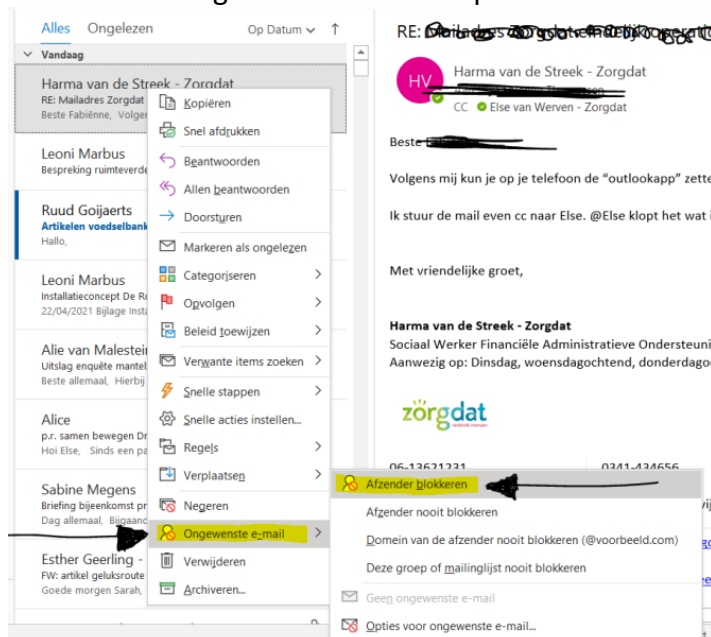 Alles Ongelezen Op Datum
Vandaag
Harma van de Streek - Zorgdat
RE: Mailadres Zorgdat
Beste Fabiënne, Volge
Leoni Marbus
Bespreking ruimteverde
Ruud Goijaerts
Artikelen voedselbank
Hallo,
Leoni Marbus
Installatieconcept De Ro
22/04/2021 Bijlage Insta
Alie van Malestei
Uitslag enquête mantel
Beste allemaal, Hierbij
Alice
p.r. samen bewegen Dr
Hoi Else, Sinds een pa
Sabine Megens
Briefing bijeenkomst pr
Dag allemaal, Bijgaand
Esther Geerling -
FW: artikel geluksroute
Goede morgen Sarah,
Kopiëren
Snel afdrukken
Beantwoorden
Allen beantwoorden
Doorsturen
Markeren als ongelezen
Categoriseren
Opvolgen
Beleid toewijzen
Verwante items zoeken
Snelle stappen
Snelle acties instellen...
Regels
Verplaatsen
Negeren
Ongewenste e-mail
Verwijderen
Archiveren...
RE:
HV
Harma van de Streek - Zorgdat
CC Else van Werven - Zorgdat
Beste
Volgens mij kun je op je telefoon de “outlookapp” zette
Ik stuur de mail even cc naar Else. @Else klopt het wat i
Met vriendelijke groet,
Harma van de Streek - Zorgdat
Sociaal Werker Financiële Administratieve Ondersteuni
Aanwezig op: Dinsdag, woensdagochtend, donderdago
zorgdat
06-13621231 0341-434656
Afzender blokkeren
Afzender nooit blokkeren
Domein van de afzender nooit blokkeren (@voorbeeld.com)
Deze groep of mailinglijst nooit blokkeren
Geen ongewenste e-mail
Opties voor ongewenste e-mail...